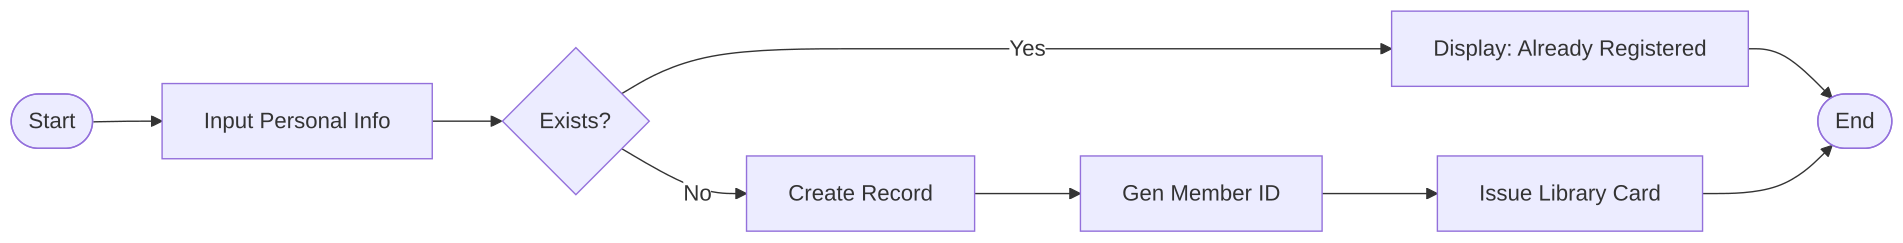 Start
Input Personal Info
Exists?
Yes
Display: Already Registered
No
Create Record
Gen Member ID
Issue Library Card
End